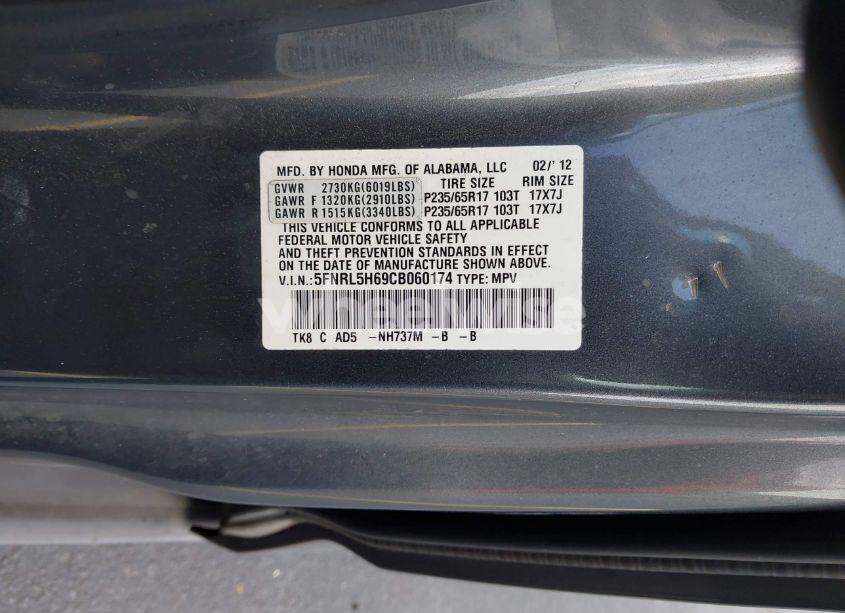 MFD. BY HONDA MFG. OF ALABAMA, LLC 02/'12
GVWR 2730KG(6019LBS) TIRE SIZE RIM SIZE
GAWR F 1320KG(2910LBS) P235/65R17 103T 17X7J
GAWR R 1515KG(3340LBS) P235/65R17 103T 17X7J
THIS VEHICLE CONFORMS TO ALL APPLICABLE
FEDERAL MOTOR VEHICLE SAFETY
AND THEFT PREVENTION STANDARDS IN EFFECT
ON THE DATE OF MANUFACTURE SHOWN ABOVE.
V.I.N.:5FNRL5H69CB060174 TYPE: MPV
TK8 C AD5 -NH737M -B -B